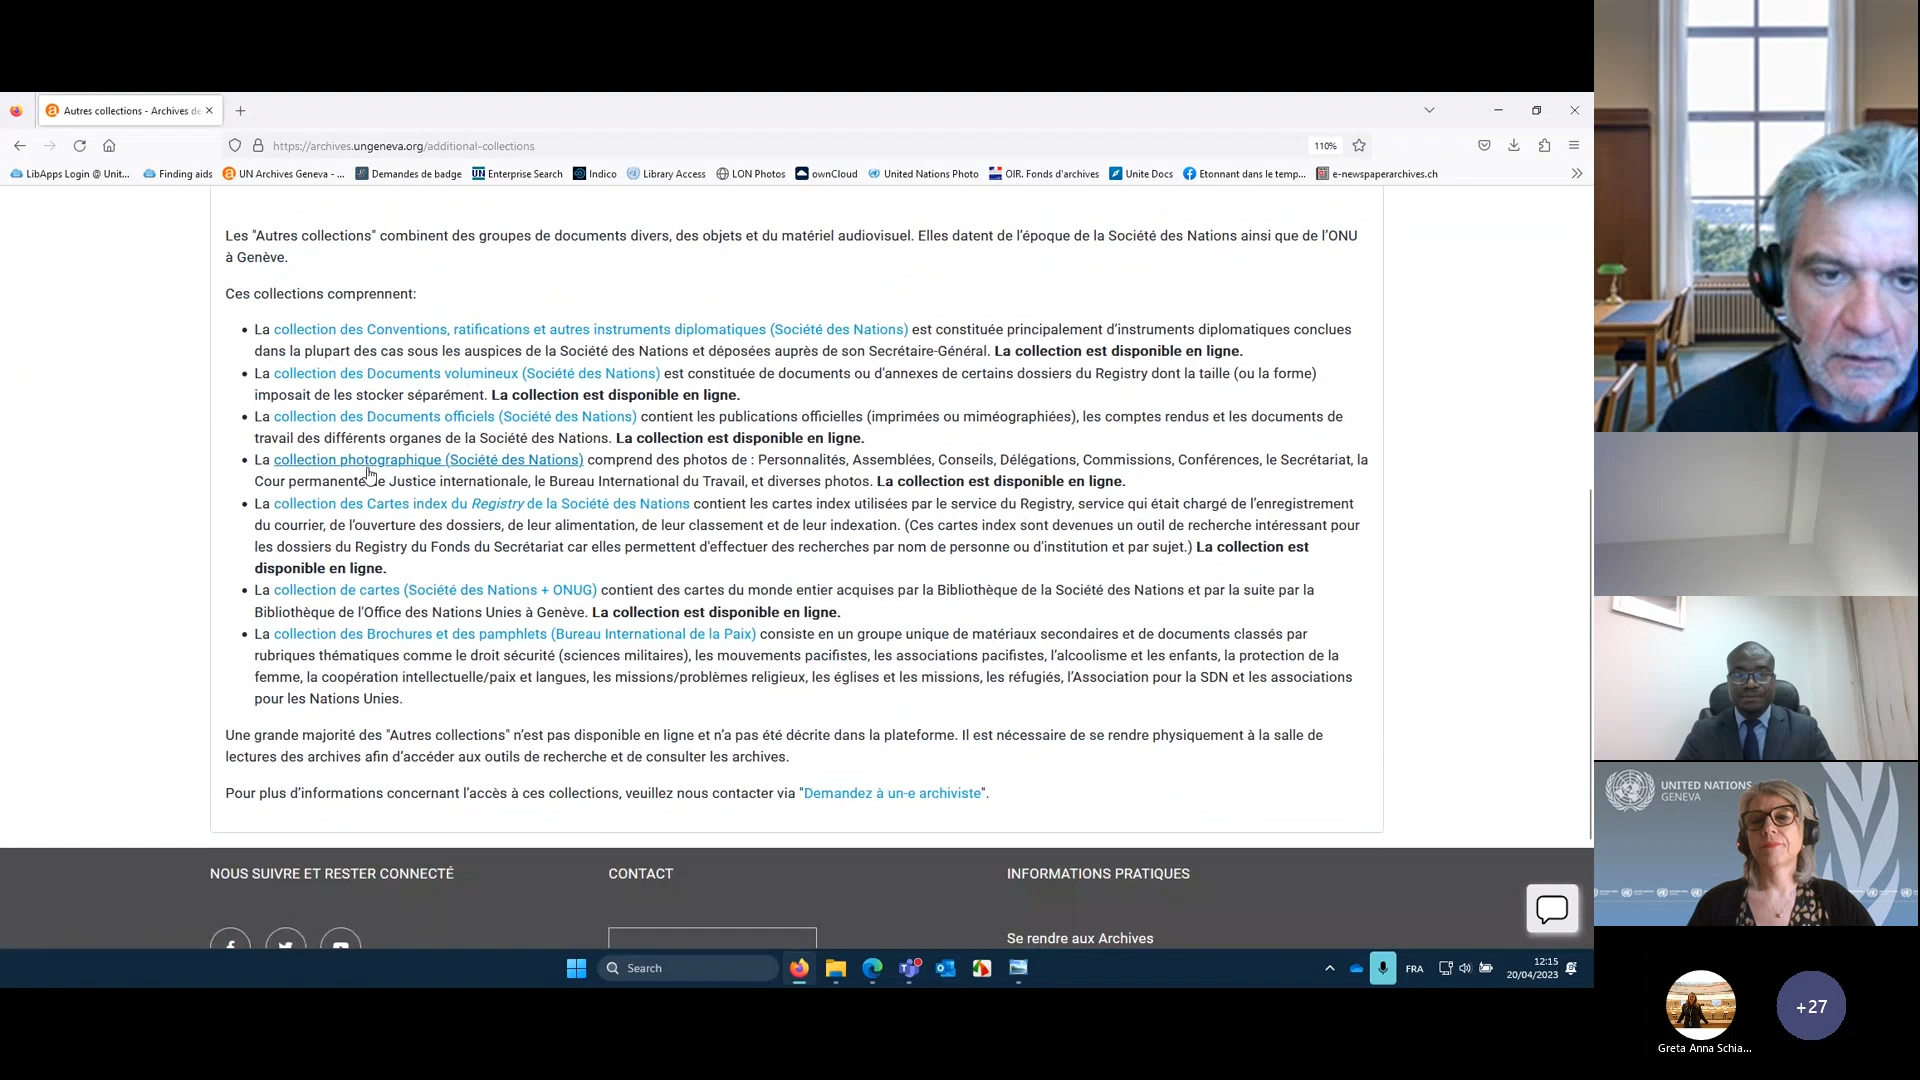 Autres collections - Archives de
https://archives.ungeneva.org/additional-collections
110%
LibApps Login @ Unit...
Finding aids
UN Archives Geneva - ...
Demandes de badge
UN Enterprise Search
Indico
Library Access
LON Photos
ownCloud
United Nations Photo
OIR. Fonds d'archives
Unite Docs
Etonnant dans le temp...
e-newspaperarchives.ch
Les "Autres collections" combinent des groupes de documents divers, des objets et du matériel audiovisuel. Elles datent de l'époque de la Société des Nations ainsi que de l'ONU
à Genève.
Ces collections comprennent:
• La collection des Conventions, ratifications et autres instruments diplomatiques (Société des Nations) est constituée principalement d'instruments diplomatiques conclues
dans la plupart des cas sous les auspices de la Société des Nations et déposées auprès de son Secrétaire-Général. La collection est disponible en ligne.
• La collection des Documents volumineux (Société des Nations) est constituée de documents ou d'annexes de certains dossiers du Registry dont la taille (ou la forme)
imposait de les stocker séparément. La collection est disponible en ligne.
• La collection des Documents officiels (Société des Nations) contient les publications officielles (imprimées ou miméographiées), les comptes rendus et les documents de
travail des différents organes de la Société des Nations. La collection est disponible en ligne.
• La collection photographique (Société des Nations) comprend des photos de : Personnalités, Assemblées, Conseils, Délégations, Commissions, Conférences, le Secrétariat, la
Cour permanente de Justice internationale, le Bureau International du Travail, et diverses photos. La collection est disponible en ligne.
• La collection des Cartes index du Registry de la Société des Nations contient les cartes index utilisées par le service du Registry, service qui était chargé de l'enregistrement
du courrier, de l'ouverture des dossiers, de leur alimentation, de leur classement et de leur indexation. (Ces cartes index sont devenues un outil de recherche intéressant pour
les dossiers du Registry du Fonds du Secrétariat car elles permettent d'effectuer des recherches par nom de personne ou d'institution et par sujet.) La collection est
disponible en ligne.
• La collection de cartes (Société des Nations + ONUG) contient des cartes du monde entier acquises par la Bibliothèque de la Société des Nations et par la suite par la
Bibliothèque de l'Office des Nations Unies à Genève. La collection est disponible en ligne.
• La collection des Brochures et des pamphlets (Bureau International de la Paix) consiste en un groupe unique de matériaux secondaires et de documents classés par
rubriques thématiques comme le droit sécurité (sciences militaires), les mouvements pacifistes, les associations pacifistes, l'alcoolisme et les enfants, la protection de la
femme, la coopération intellectuelle/paix et langues, les missions/problèmes religieux, les églises et les missions, les réfugiés, l'Association pour la SDN et les associations
pour les Nations Unies.
Une grande majorité des "Autres collections" n'est pas disponible en ligne et n'a pas été décrite dans la plateforme. Il est nécessaire de se rendre physiquement à la salle de
lectures des archives afin d'accéder aux outils de recherche et de consulter les archives.
Pour plus d'informations concernant l'accès à ces collections, veuillez nous contacter via "Demandez à un-e archiviste".
NOUS SUIVRE ET RESTER CONNECTÉ
CONTACT
INFORMATIONS PRATIQUES
Se rendre aux Archives
Search
FRA
12:15
20/04/2023
UNITED NATIONS
GENEVA
Greta Anna Schia...
+27